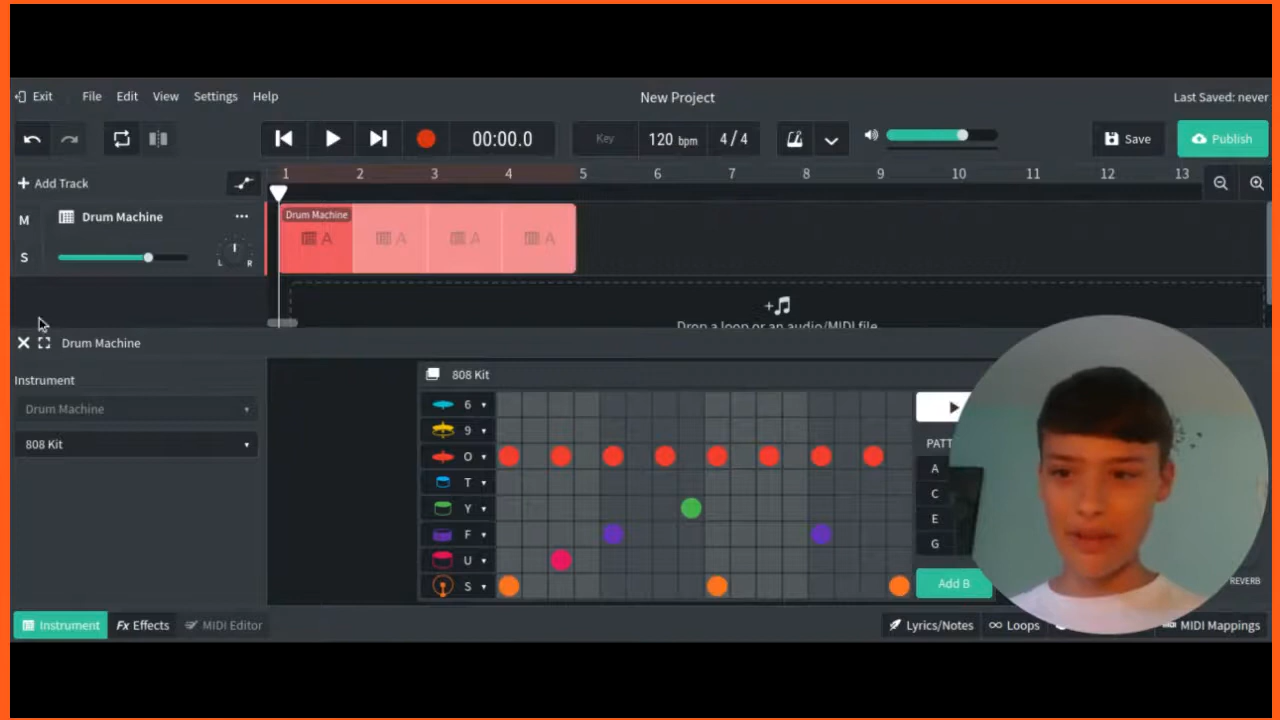 Exit File Edit View Settings Help New Project Last Saved: never
00:00.0 Key 120 bpm 4 / 4 Save Publish
1 2 3 4 5 6 7 8 9 10 11 12 13
+ Add Track
M Drum Machine ...
S L R
Drum Machine
A A A A
Drop a loop or an audio/MIDI file
Drum Machine
Instrument
Drum Machine
808 Kit
808 Kit
6
9
O
T
Y
F
U
S
PATT
A
C
E
G
Add B
REVERB
Instrument Fx Effects MIDI Editor Lyrics/Notes Loops MIDI Mappings